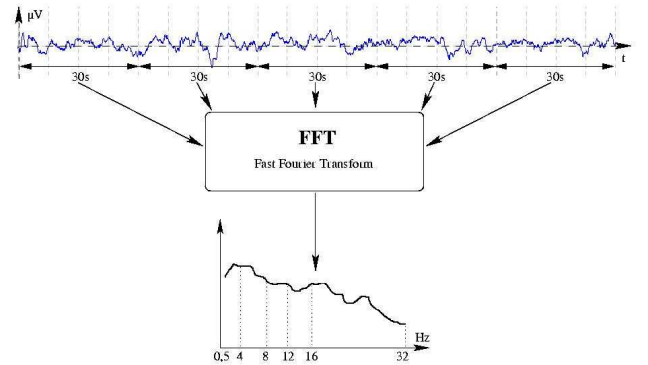 μV
t
30s 30s 30s 30s 30s
FFT
Fast Fourier Transform
Hz
0,5 4 8 12 16 32